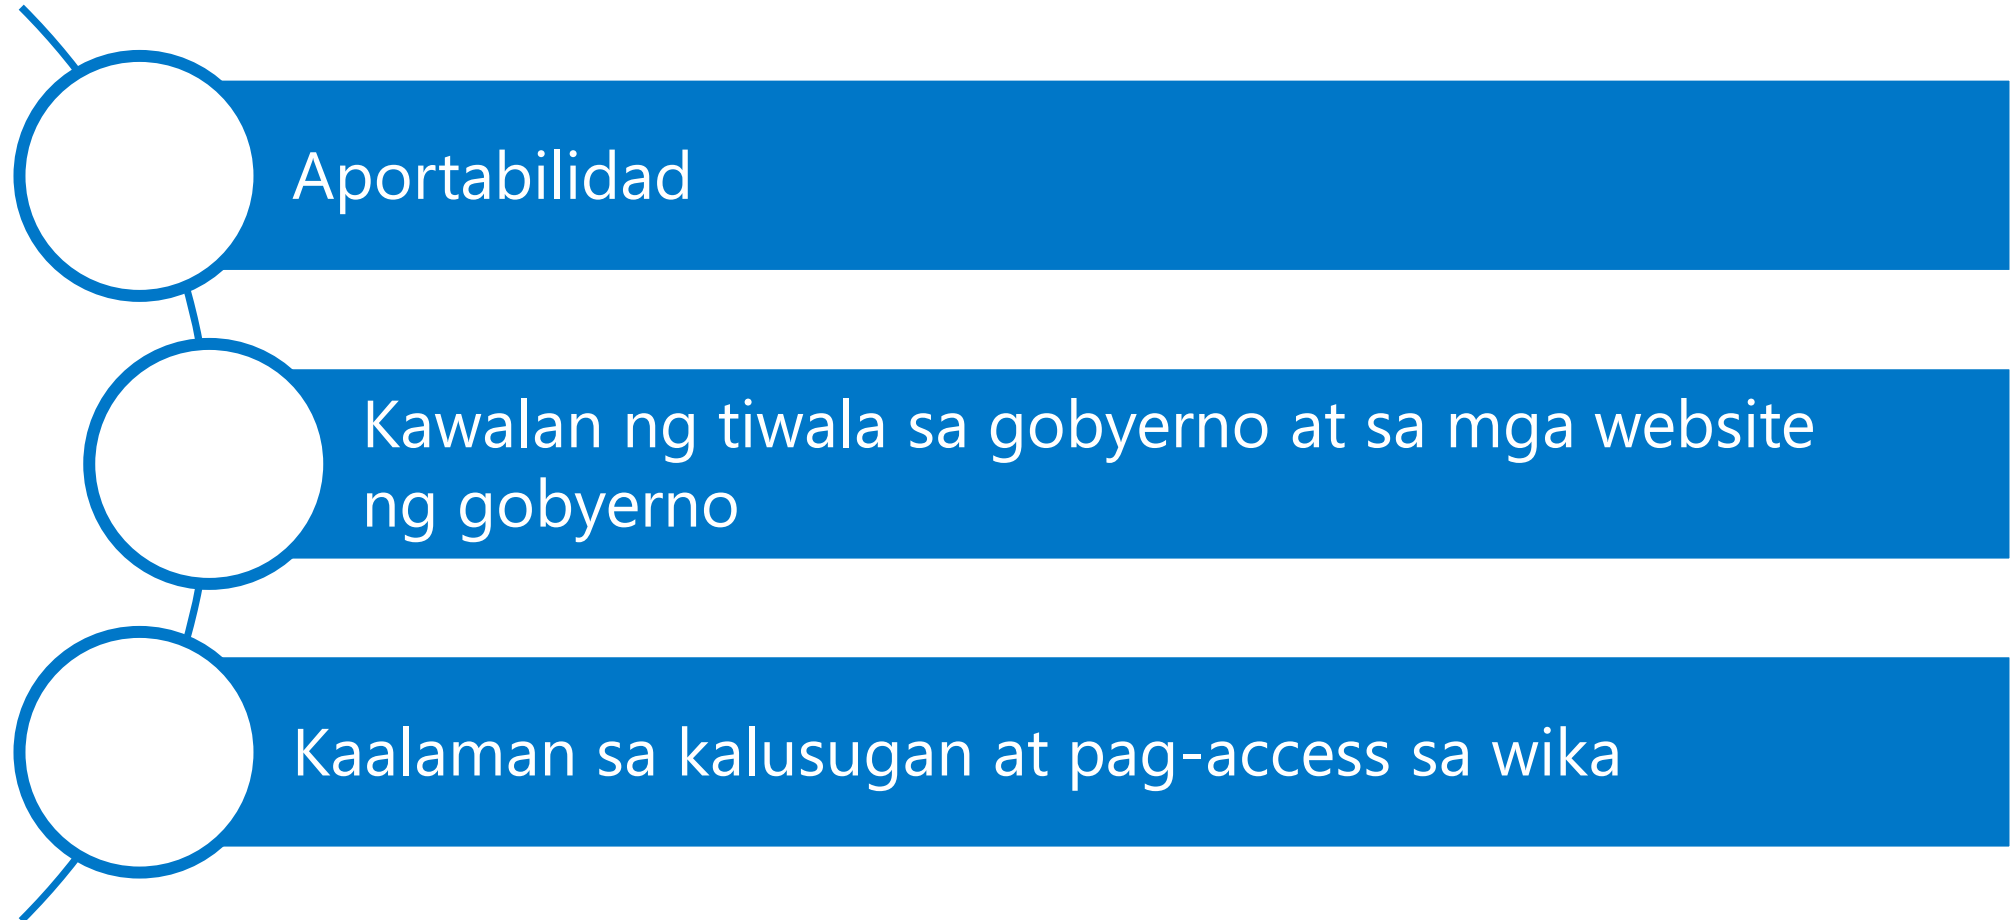 Aportabilidad
Kawalan ng tiwala sa gobyerno at sa mga website
ng gobyerno
Kaalaman sa kalusugan at pag-access sa wika